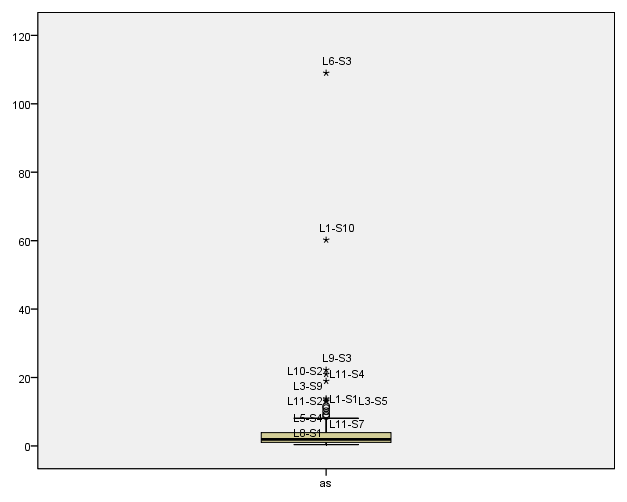 120
L6-S3
100
80
L1-S10
60
40
L9-S3
L10-S2
L11-S4
20
L3-S9
L11-S2
L1-S1
L3-S5
L5-S4
L11-S7
L8-S1
0
as